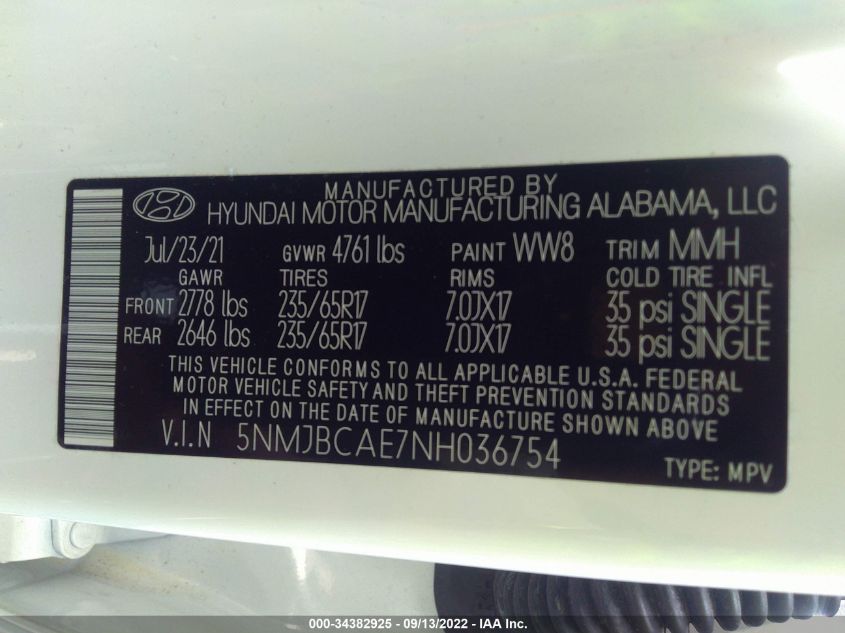 MANUFACTURED BY
HYUNDAI MOTOR MANUFACTURING ALABAMA, LLC
Jul/23/21 GVWR 4761 lbs PAINT WW8 TRIM MMH
GAWR TIRES RIMS COLD TIRE INFL
FRONT 2778 lbs 235/65R17 7.0JX17 35 psi SINGLE
REAR 2646 lbs 235/65R17 7.0JX17 35 psi SINGLE
THIS VEHICLE CONFORMS TO ALL APPLICABLE U.S.A. FEDERAL
MOTOR VEHICLE SAFETY AND THEFT PREVENTION STANDARDS
IN EFFECT ON THE DATE OF MANUFACTURE SHOWN ABOVE
V.I.N 5NMJBCAE7NH036754
TYPE: MPV
000-34382925 - 09/13/2022 - IAA Inc.